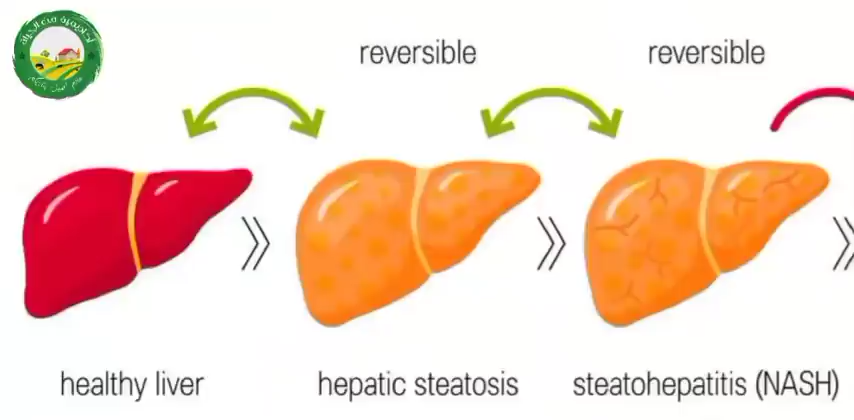 reversible
reversible
healthy liver
hepatic steatosis
steatohepatitis (NASH)